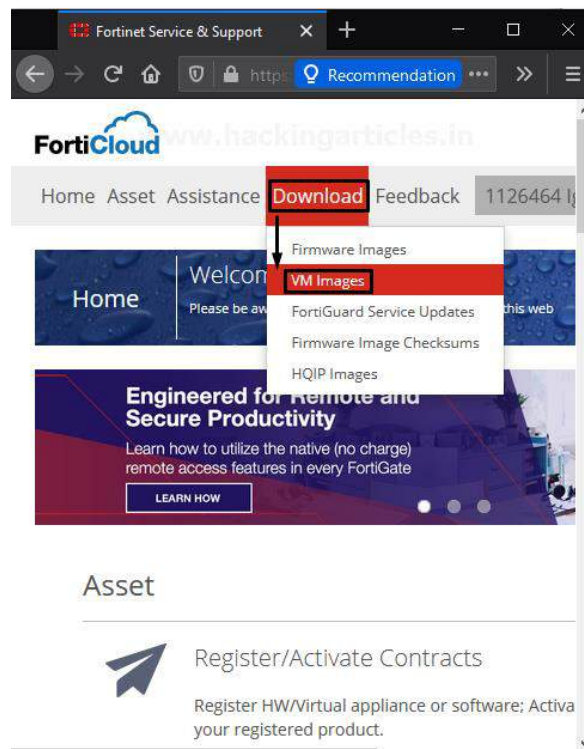 Fortinet Service & Support
https:
Recommendation
www.hackingarticles.in
FortiCloud
Home Asset Assistance Download Feedback 1126464
Firmware Images
VM Images
FortiGuard Service Updates
Firmware Image Checksums
HQIP Images
Home
Welcom
Please be aw
this web
Engineered for Remote and
Secure Productivity
Learn how to utilize the native (no charge)
remote access features in every FortiGate
LEARN HOW
Asset
Register/Activate Contracts
Register HW/Virtual appliance or software; Activa
your registered product.